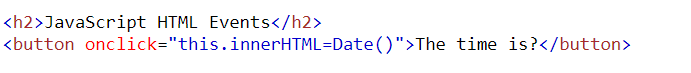 <h2>JavaScript HTML Events</h2>
<button onclick="this.innerHTML=Date()">The time is?</button>